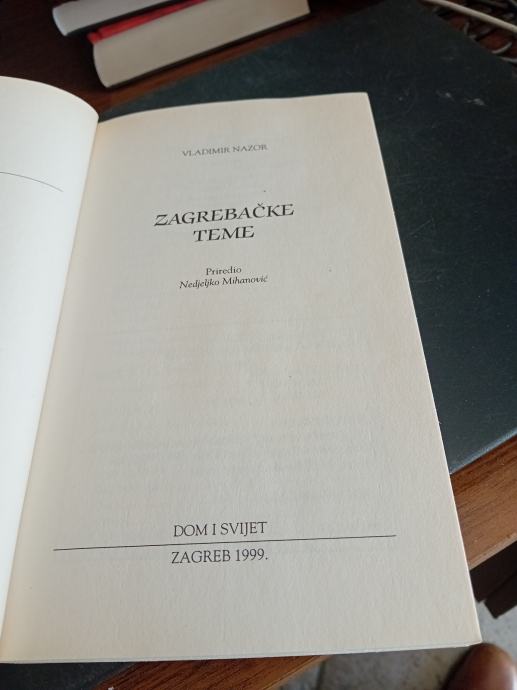 VLADIMIR NAZOR
ZAGREBAČKE
TEME
Priredio
Nedjeljko Mihanović
DOM I SVIJET
ZAGREB 1999.